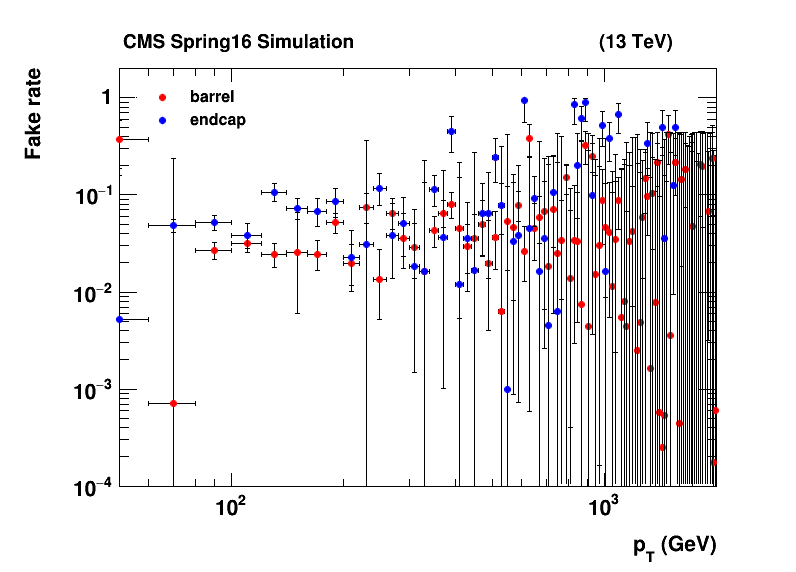 CMS Spring16 Simulation (13 TeV)
Fake rate
barrel
endcap
1
10⁻¹
10⁻²
10⁻³
10⁻⁴
10² 10³
p_T (GeV)